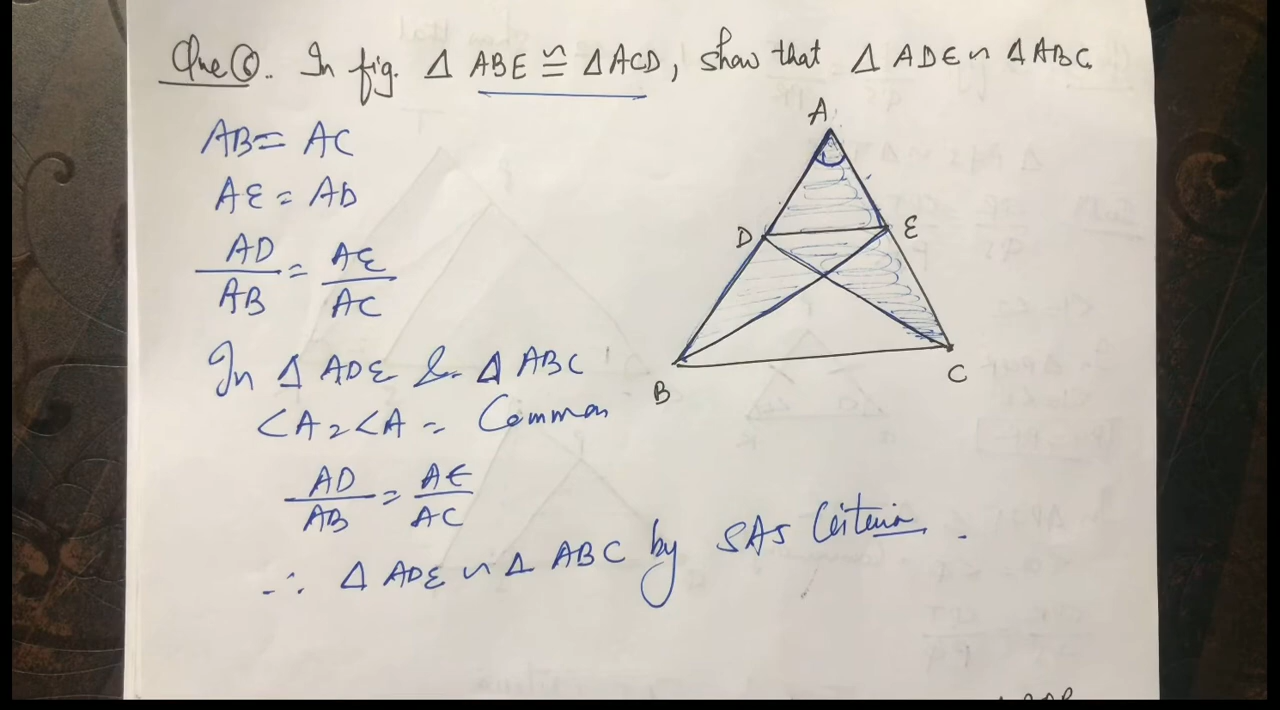 Que 6. In fig. Δ ABE ≅ Δ ACD, show that Δ ADE ∽ Δ ABC.
AB = AC
AE = AD
AD/AB = AE/AC
In Δ ADE & Δ ABC
<A = <A = Common
AD/AB = AE/AC
∴ Δ ADE ∽ Δ ABC by SAS Criteria.
A
D
E
B
C